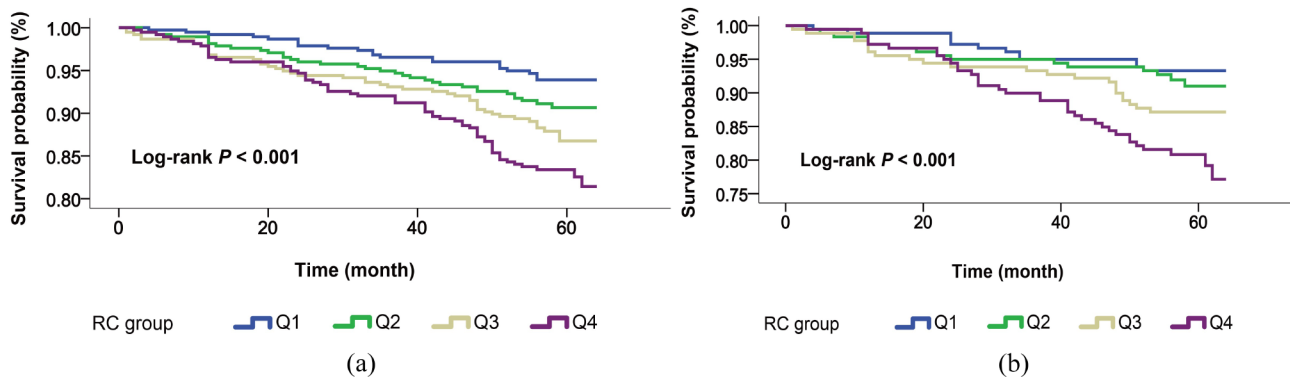 Survival probability (%)
1.00
0.95
0.90
0.85
0.80
Log-rank P < 0.001
0 20 40 60
Time (month)
RC group Q1 Q2 Q3 Q4
(a)
Survival probability (%)
1.00
0.95
0.90
0.85
0.80
0.75
Log-rank P < 0.001
0 20 40 60
Time (month)
RC group Q1 Q2 Q3 Q4
(b)